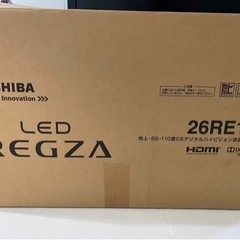 SHIBA
Innovation >>>
LED
REGZA
26RE1
地上・BS・110度CSデジタルハイビジョン液晶
HDMI